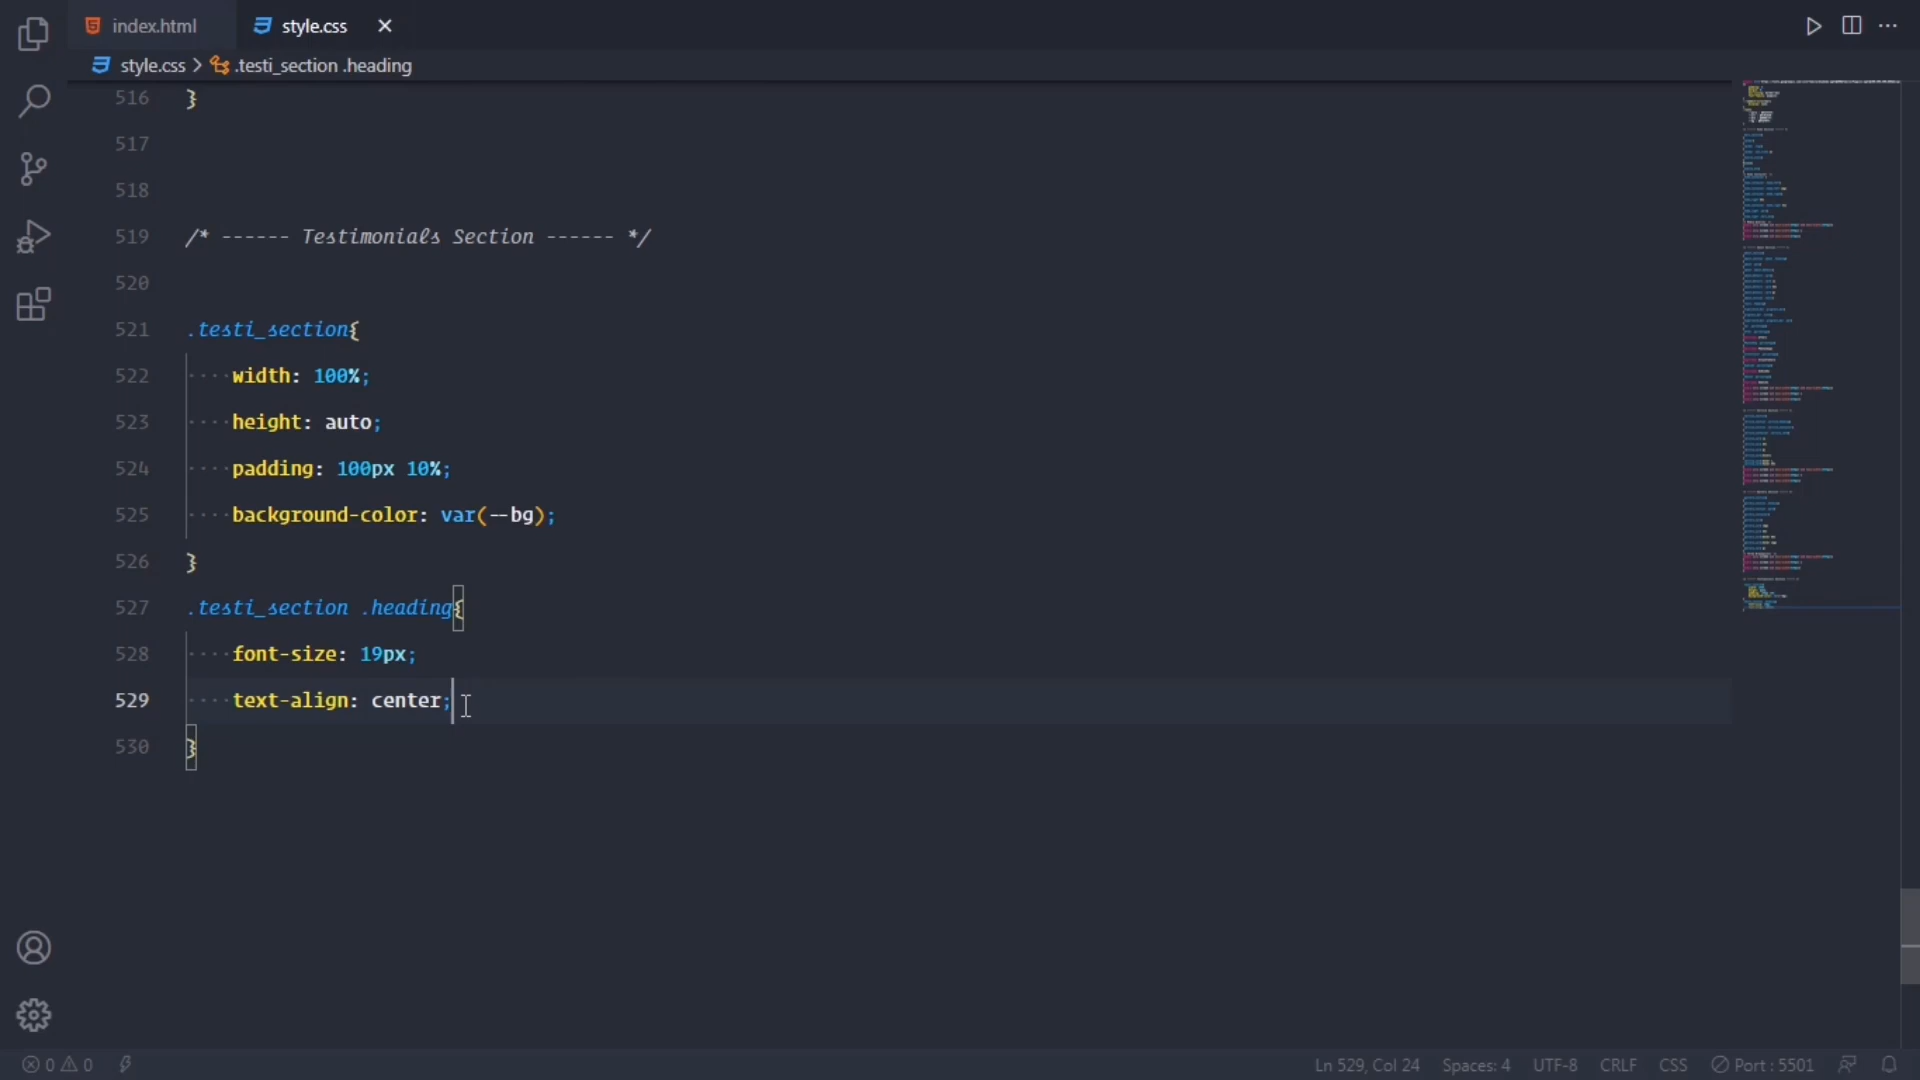 index.html
style.css
style.css > .testi_section .heading
516 }
517
518
519 /* ------ Testimonials Section ------ */
520
521 .testi_section{
522 ····width: 100%;
523 ····height: auto;
524 ····padding: 100px 10%;
525 ····background-color: var(--bg);
526 }
527 .testi_section .heading{
528 ····font-size: 19px;
529 ····text-align: center;
530 }
0 0
Ln 529, Col 24 Spaces: 4 UTF-8 CRLF CSS Port : 5501